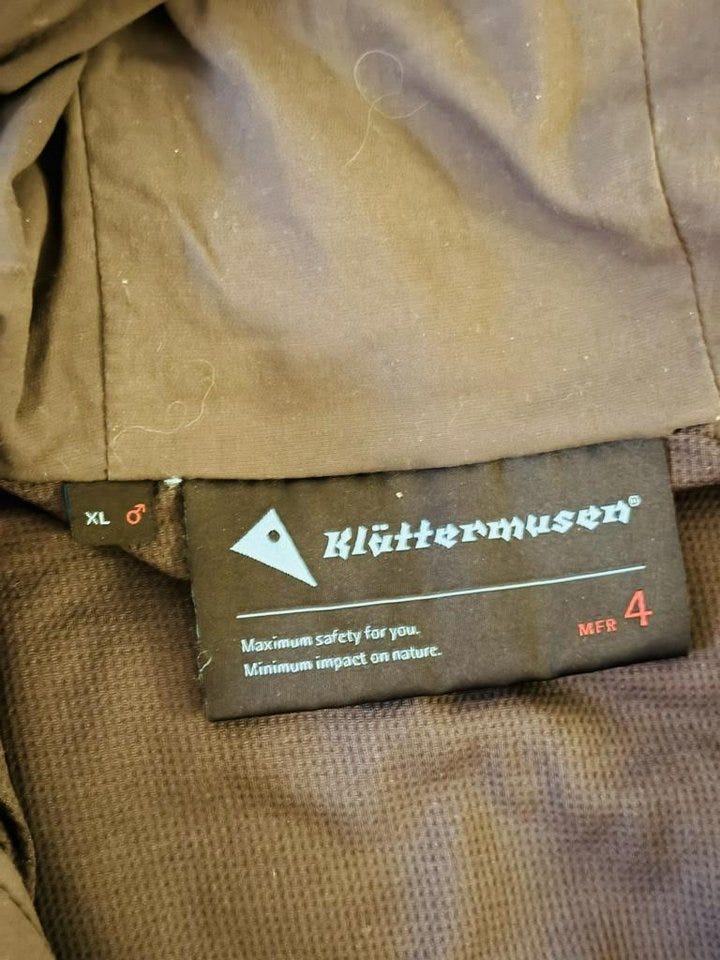 XL ♂
Klättermusen®
Maximum safety for you.
Minimum impact on nature.
MFR 4